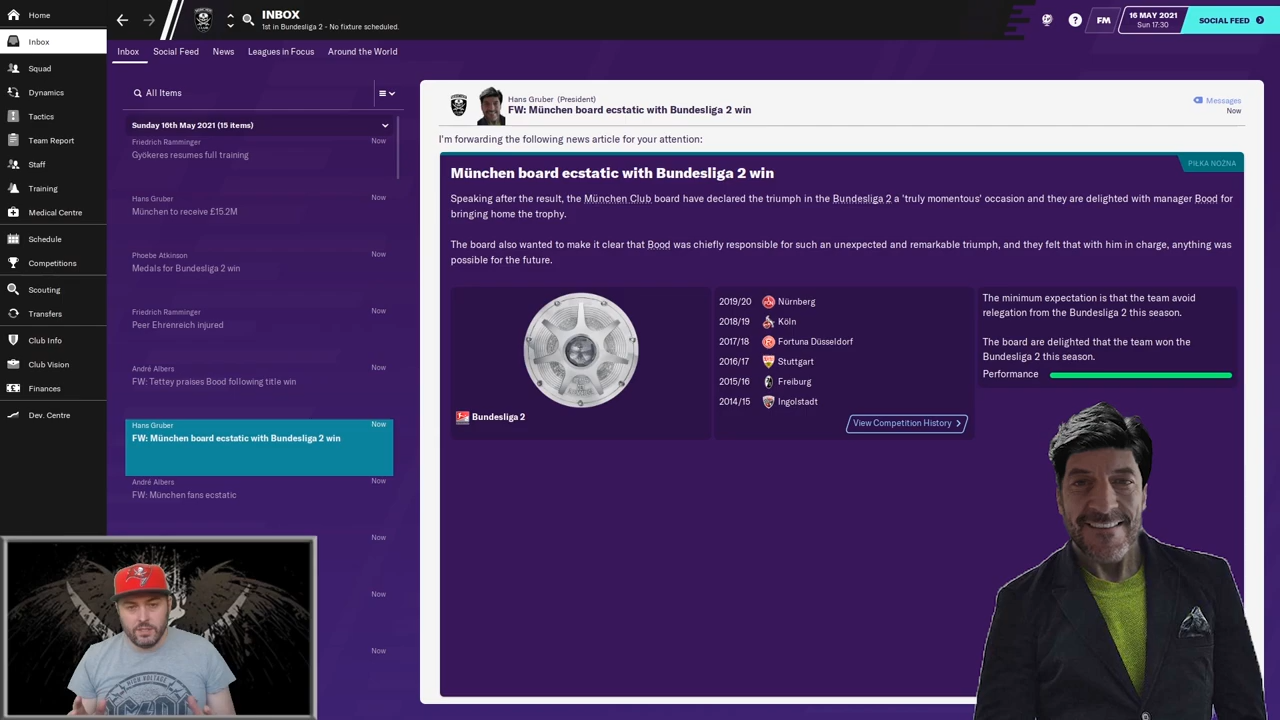 Home
Inbox
Squad
Dynamics
Tactics
Team Report
Staff
Training
Medical Centre
Schedule
Competitions
Scouting
Transfers
Club Info
Club Vision
Finances
Dev. Centre
INBOX
1st in Bundesliga 2 - No fixture scheduled.
?
FM
16 MAY 2021
Sun 17:30
SOCIAL FEED
Inbox Social Feed News Leagues in Focus Around the World
All Items
Sunday 16th May 2021 (15 items)
Friedrich Ramminger Now
Gyökeres resumes full training
Hans Gruber Now
München to receive £15.2M
Phoebe Atkinson Now
Medals for Bundesliga 2 win
Friedrich Ramminger Now
Peer Ehrenreich injured
André Albers Now
FW: Tettey praises Bood following title win
Hans Gruber Now
FW: München board ecstatic with Bundesliga 2 win
André Albers Now
FW: München fans ecstatic
Now
Now
Now
Hans Gruber (President)
FW: München board ecstatic with Bundesliga 2 win
Messages
Now
I'm forwarding the following news article for your attention:
PIŁKA NOŻNA
München board ecstatic with Bundesliga 2 win
Speaking after the result, the München Club board have declared the triumph in the Bundesliga 2 a 'truly momentous' occasion and they are delighted with manager Bood for
bringing home the trophy.
The board also wanted to make it clear that Bood was chiefly responsible for such an unexpected and remarkable triumph, and they felt that with him in charge, anything was
possible for the future.
Bundesliga 2
2019/20 Nürnberg
2018/19 Köln
2017/18 Fortuna Düsseldorf
2016/17 Stuttgart
2015/16 Freiburg
2014/15 Ingolstadt
View Competition History
The minimum expectation is that the team avoid
relegation from the Bundesliga 2 this season.
The board are delighted that the team won the
Bundesliga 2 this season.
Performance
HIGH VOLTAGE